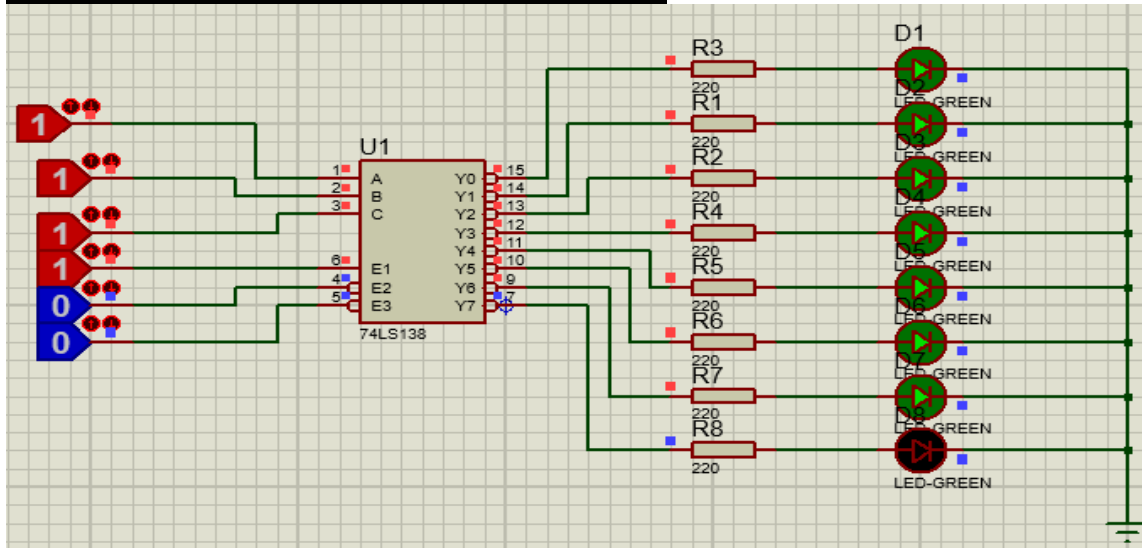 D1
R3
220
LED-GREEN
D2
R1
220
LED-GREEN
D3
R2
220
LED-GREEN
D4
R4
220
LED-GREEN
D5
R5
220
LED-GREEN
D6
R6
220
LED-GREEN
D7
R7
220
LED-GREEN
D8
R8
220
LED-GREEN
1
1
1
1
0
0
U1
1 A Y0 15
2 B Y1 14
3 C Y2 13
Y3 12
Y4 11
6 E1 Y5 10
4 E2 Y6 9
5 E3 Y7 7
74LS138